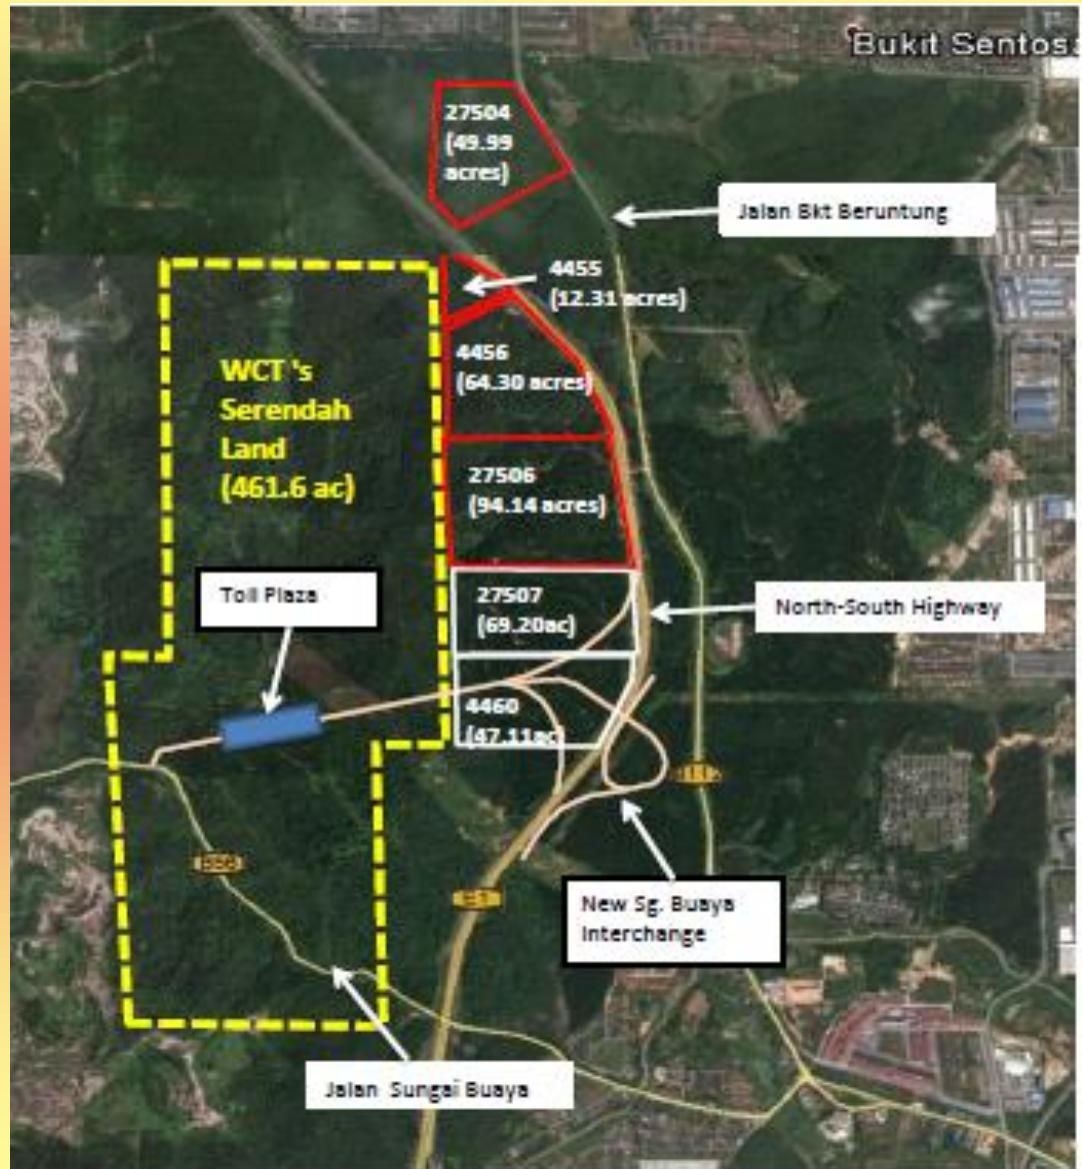 Bukit Sentosa
27504
(49.99
acres)
Jalan Bkt Beruntung
4455
(12.31 acres)
4456
(64.30 acres)
WCT 's
Serendah
Land
(461.6 ac)
27506
(94.14 acres)
Toll Plaza
27507
(69.20ac)
North-South Highway
4460
(47.11ac
E1
New Sg. Buaya
Interchange
Jalan Sungai Buaya